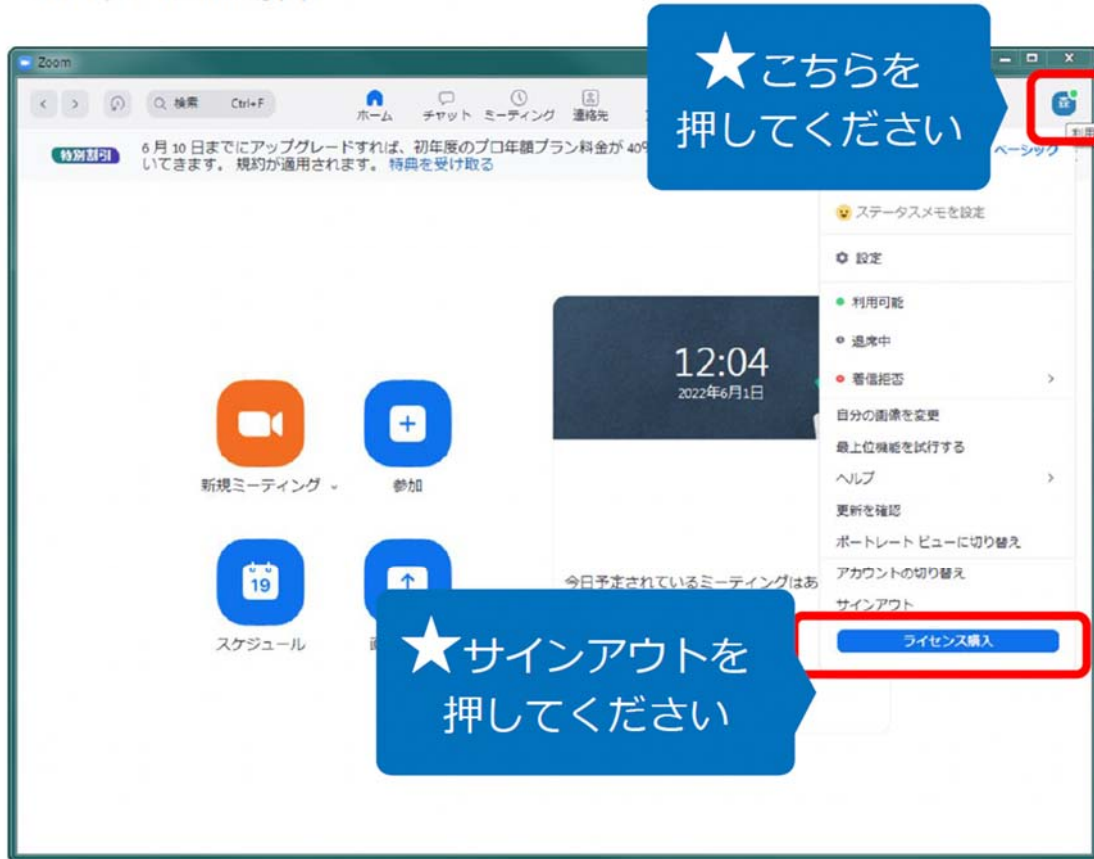 ★こちらを
押してください
Zoom
検索 Ctrl+F
ホーム チャット ミーティング 連絡先
特別割引
6月10日までにアップグレードすれば、初年度のプロ年額プラン料金が 40%
いてきます。規約が適用されます。 特典を受け取る
ベーシック
ステータスメモを設定
設定
利用可能
退席中
着信拒否
自分の画像を変更
最上位機能を試行する
ヘルプ
更新を確認
ポートレート ビューに切り替え
アカウントの切り替え
サインアウト
ライセンス購入
12:04
2022年6月1日
新規ミーティング
参加
19
スケジュール
今日予定されているミーティングはあ
★サインアウトを
押してください